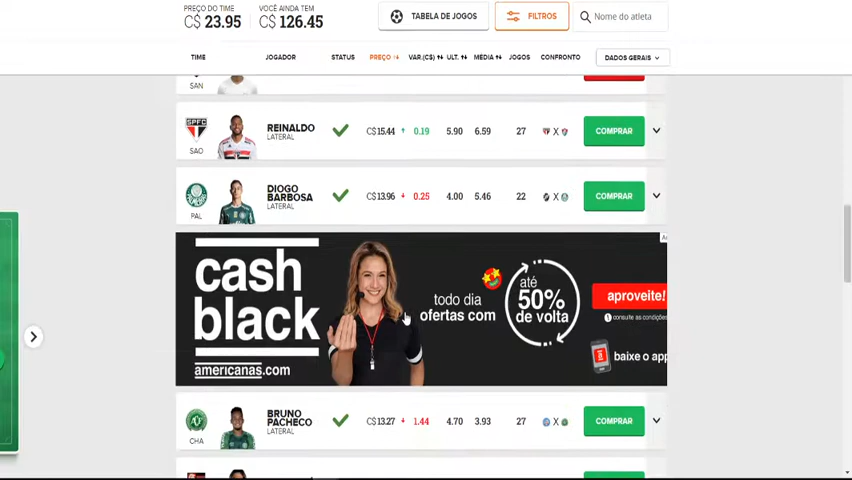 PREÇO DO TIME
C$ 23.95
VOCÊ AINDA TEM
C$ 126.45
TABELA DE JOGOS
FILTROS
Nome do atleta
TIME JOGADOR STATUS PREÇO VAR.(C$) ULT. MÉDIA JOGOS CONFRONTO DADOS GERAIS
SAN
SPFC
SAO
REINALDO
LATERAL
C$ 15.44 0.19 5.90 6.59 27 X COMPRAR
PAL
DIOGO
BARBOSA
LATERAL
C$ 13.96 0.25 4.00 5.46 22 X COMPRAR
cash
black
americanas.com
todo dia
ofertas com
até
50%
de volta
aproveite!
consulte as condições
baixe o app
CHA
BRUNO
PACHECO
LATERAL
C$ 13.27 1.44 4.70 3.93 27 X COMPRAR